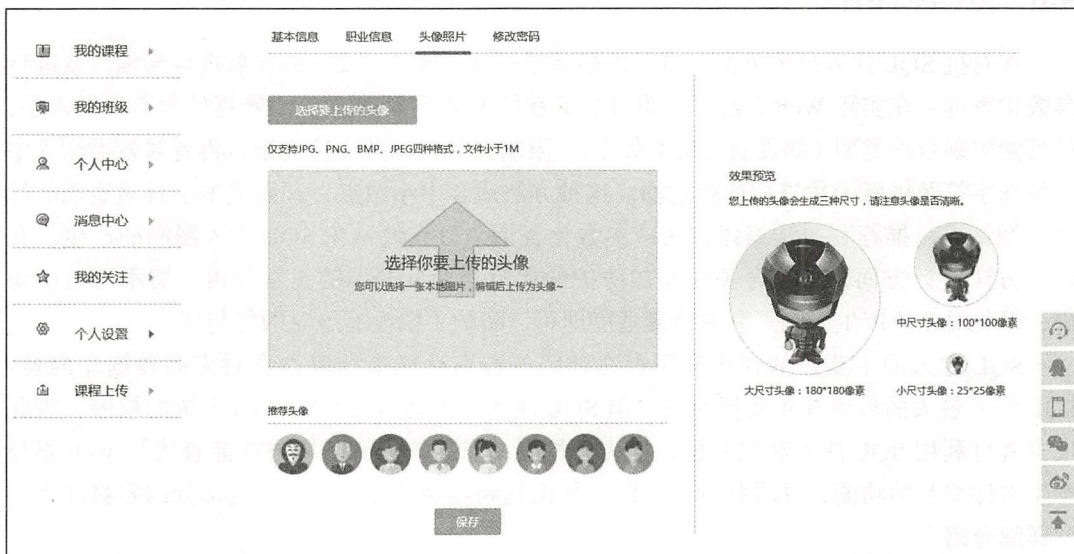 我的课程
我的班级
个人中心
消息中心
我的关注
个人设置
课程上传
基本信息 职业信息 头像照片 修改密码
选择要上传的头像
仅支持JPG、PNG、BMP、JPEG四种格式，文件小于1M
选择你要上传的头像
您可以选择一张本地图片，编辑后上传为头像~
推荐头像
保存
效果预览
您上传的头像会生成三种尺寸，请注意头像是否清晰。
大尺寸头像：180*180像素
中尺寸头像：100*100像素
小尺寸头像：25*25像素